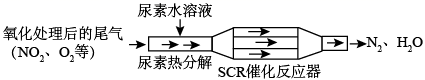 尿素水溶液
氧化处理后的尾气
(NO₂、O₂等)
尿素热分解
SCR催化反应器
N₂、H₂O